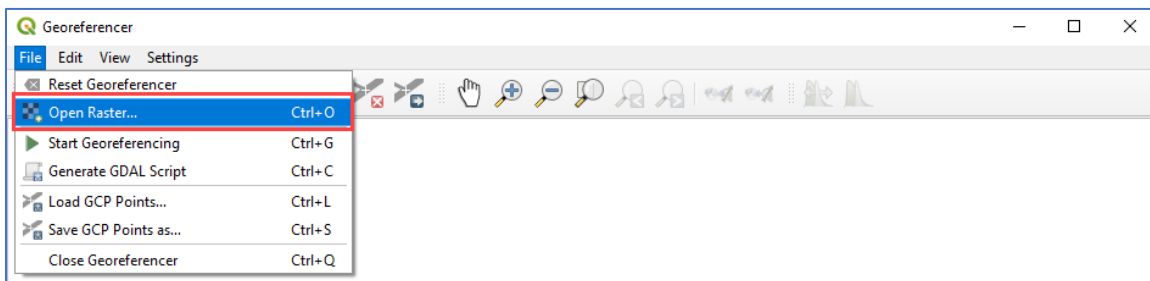 Georeferencer
File Edit View Settings
Reset Georeferencer
Open Raster... Ctrl+O
Start Georeferencing Ctrl+G
Generate GDAL Script Ctrl+C
Load GCP Points... Ctrl+L
Save GCP Points as... Ctrl+S
Close Georeferencer Ctrl+Q